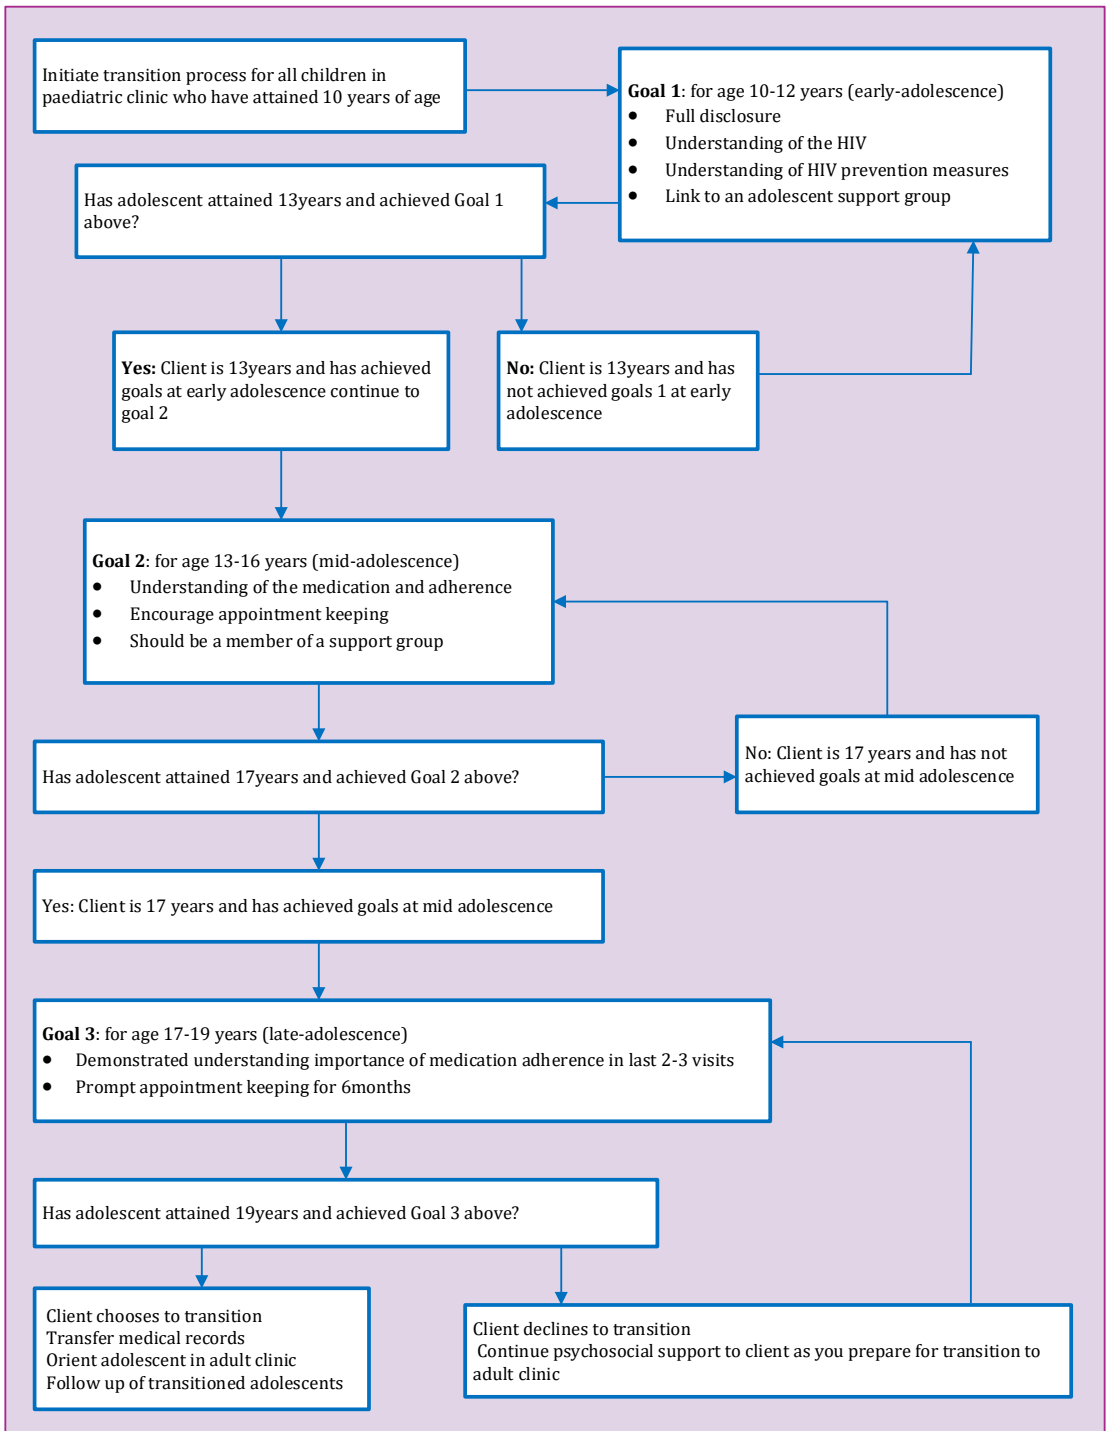 Initiate transition process for all children in
paediatric clinic who have attained 10 years of age
Goal 1: for age 10-12 years (early-adolescence)
● Full disclosure
● Understanding of the HIV
● Understanding of HIV prevention measures
● Link to an adolescent support group
Has adolescent attained 13years and achieved Goal 1
above?
Yes: Client is 13years and has achieved
goals at early adolescence continue to
goal 2
No: Client is 13years and has
not achieved goals 1 at early
adolescence
Goal 2: for age 13-16 years (mid-adolescence)
● Understanding of the medication and adherence
● Encourage appointment keeping
● Should be a member of a support group
Has adolescent attained 17years and achieved Goal 2 above?
No: Client is 17 years and has not
achieved goals at mid adolescence
Yes: Client is 17 years and has achieved goals at mid adolescence
Goal 3: for age 17-19 years (late-adolescence)
● Demonstrated understanding importance of medication adherence in last 2-3 visits
● Prompt appointment keeping for 6months
Has adolescent attained 19years and achieved Goal 3 above?
Client chooses to transition
Transfer medical records
Orient adolescent in adult clinic
Follow up of transitioned adolescents
Client declines to transition
Continue psychosocial support to client as you prepare for transition to
adult clinic